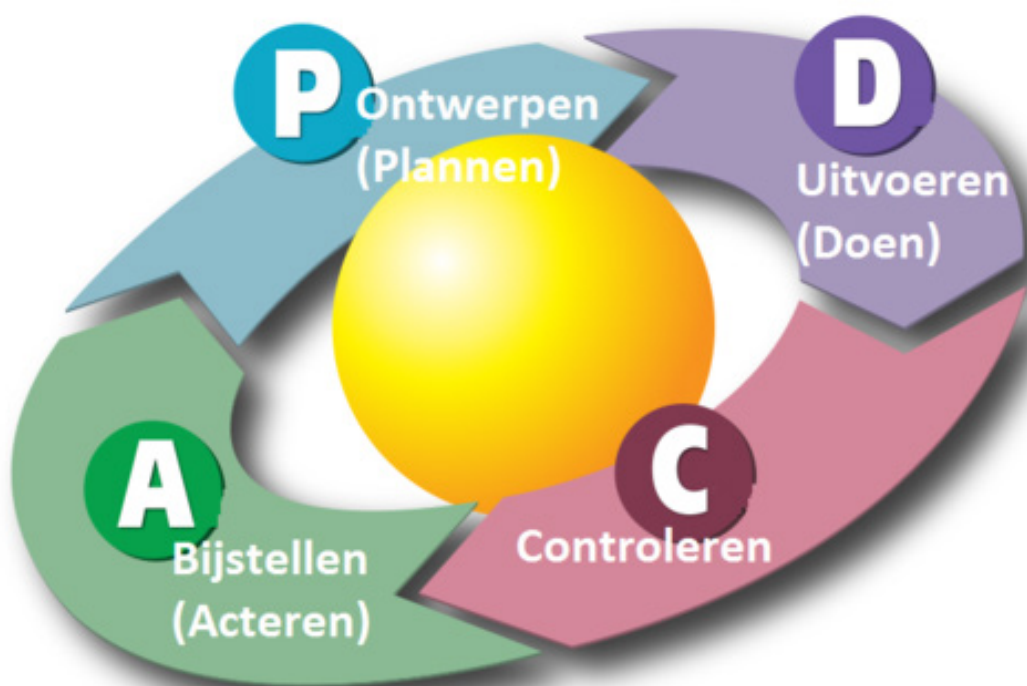 P
Ontwerpen
(Plannen)
D
Uitvoeren
(Doen)
C
Controleren
A
Bijstellen
(Acteren)